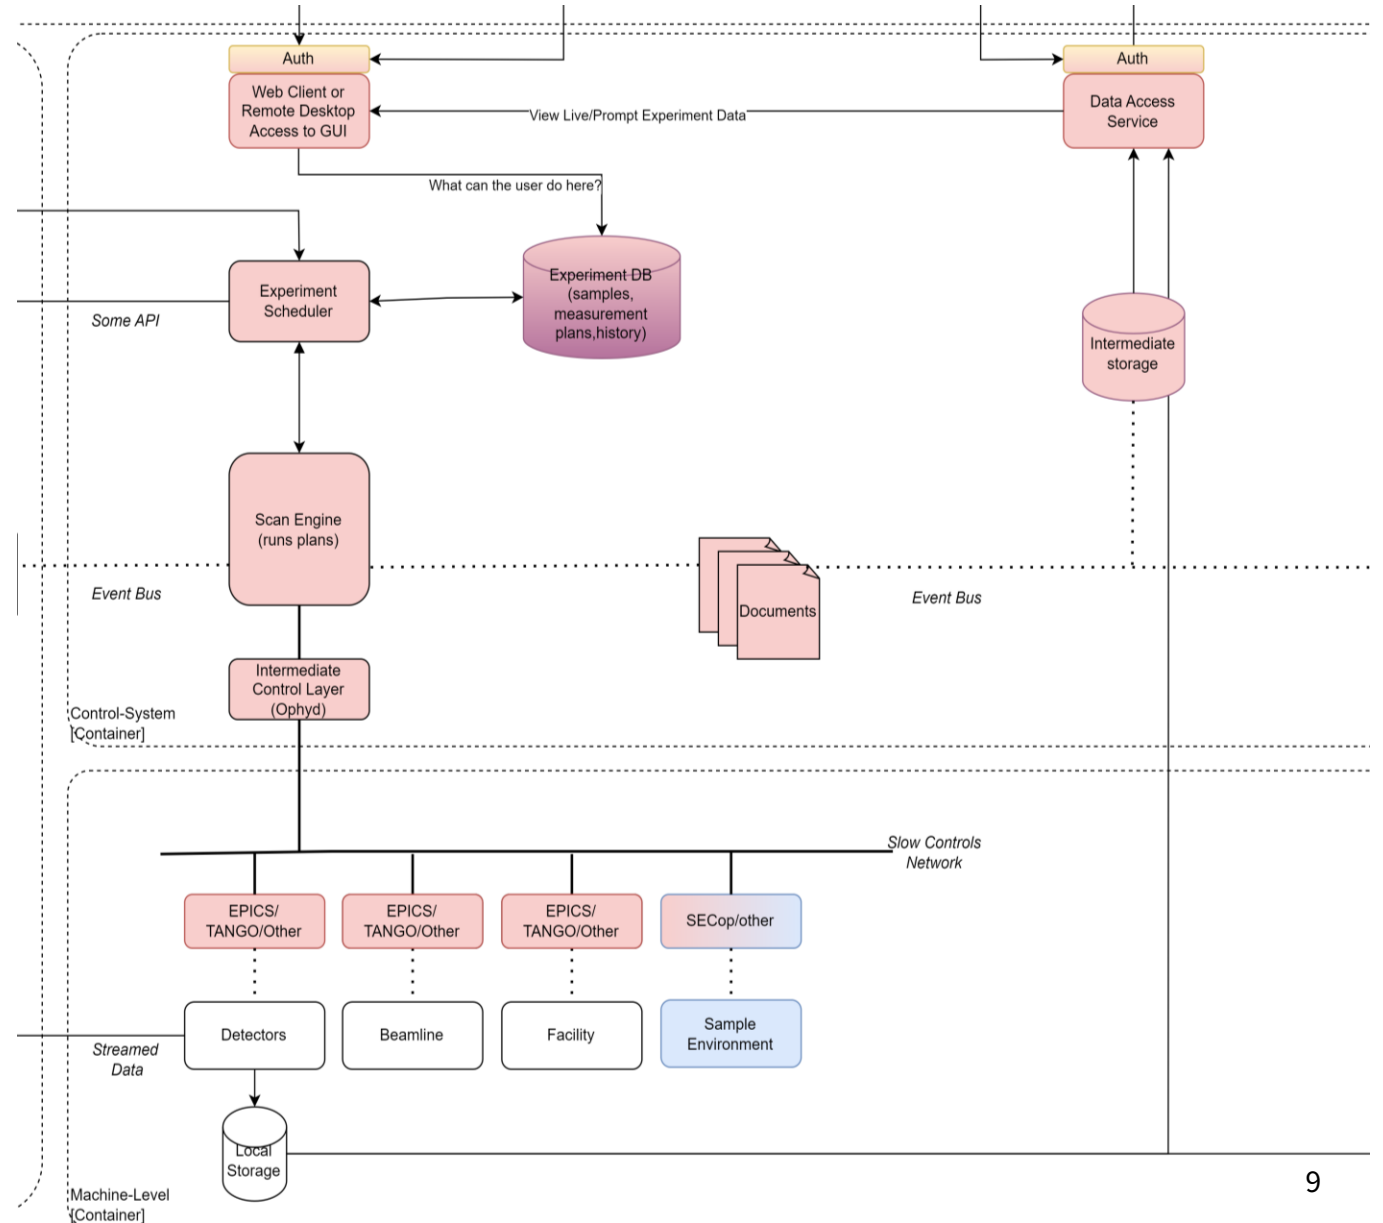 Auth
Auth
Web Client or
Remote Desktop
Access to GUI
View Live/Prompt Experiment Data
Data Access
Service
What can the user do here?
Experiment
Scheduler
Some API
Experiment DB
(samples,
measurement
plans,history)
Intermediate
storage
Scan Engine
(runs plans)
Event Bus
Documents
Event Bus
Intermediate
Control Layer
(Ophyd)
Control-System
[Container]
Slow Controls
Network
EPICS/
TANGO/Other
EPICS/
TANGO/Other
EPICS/
TANGO/Other
SECop/other
Detectors
Beamline
Facility
Sample
Environment
Streamed
Data
Local
Storage
9
Machine-Level
[Container]